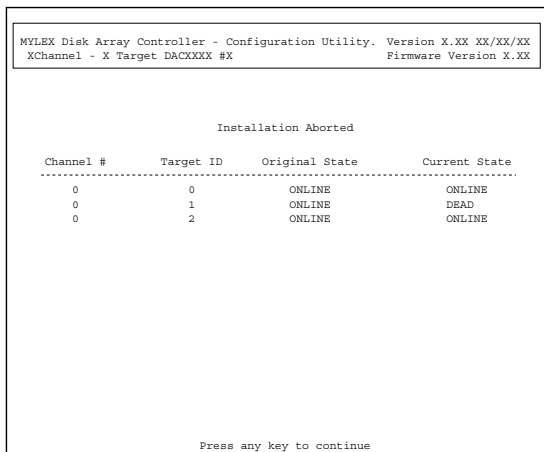 MYLEX Disk Array Controller - Configuration Utility. Version X.XX XX/XX/XX
XChannel - X Target DACXXXX #X Firmware Version X.XX
Installation Aborted
Channel # Target ID Original State Current State
0 0 ONLINE ONLINE
0 1 ONLINE DEAD
0 2 ONLINE ONLINE
Press any key to continue